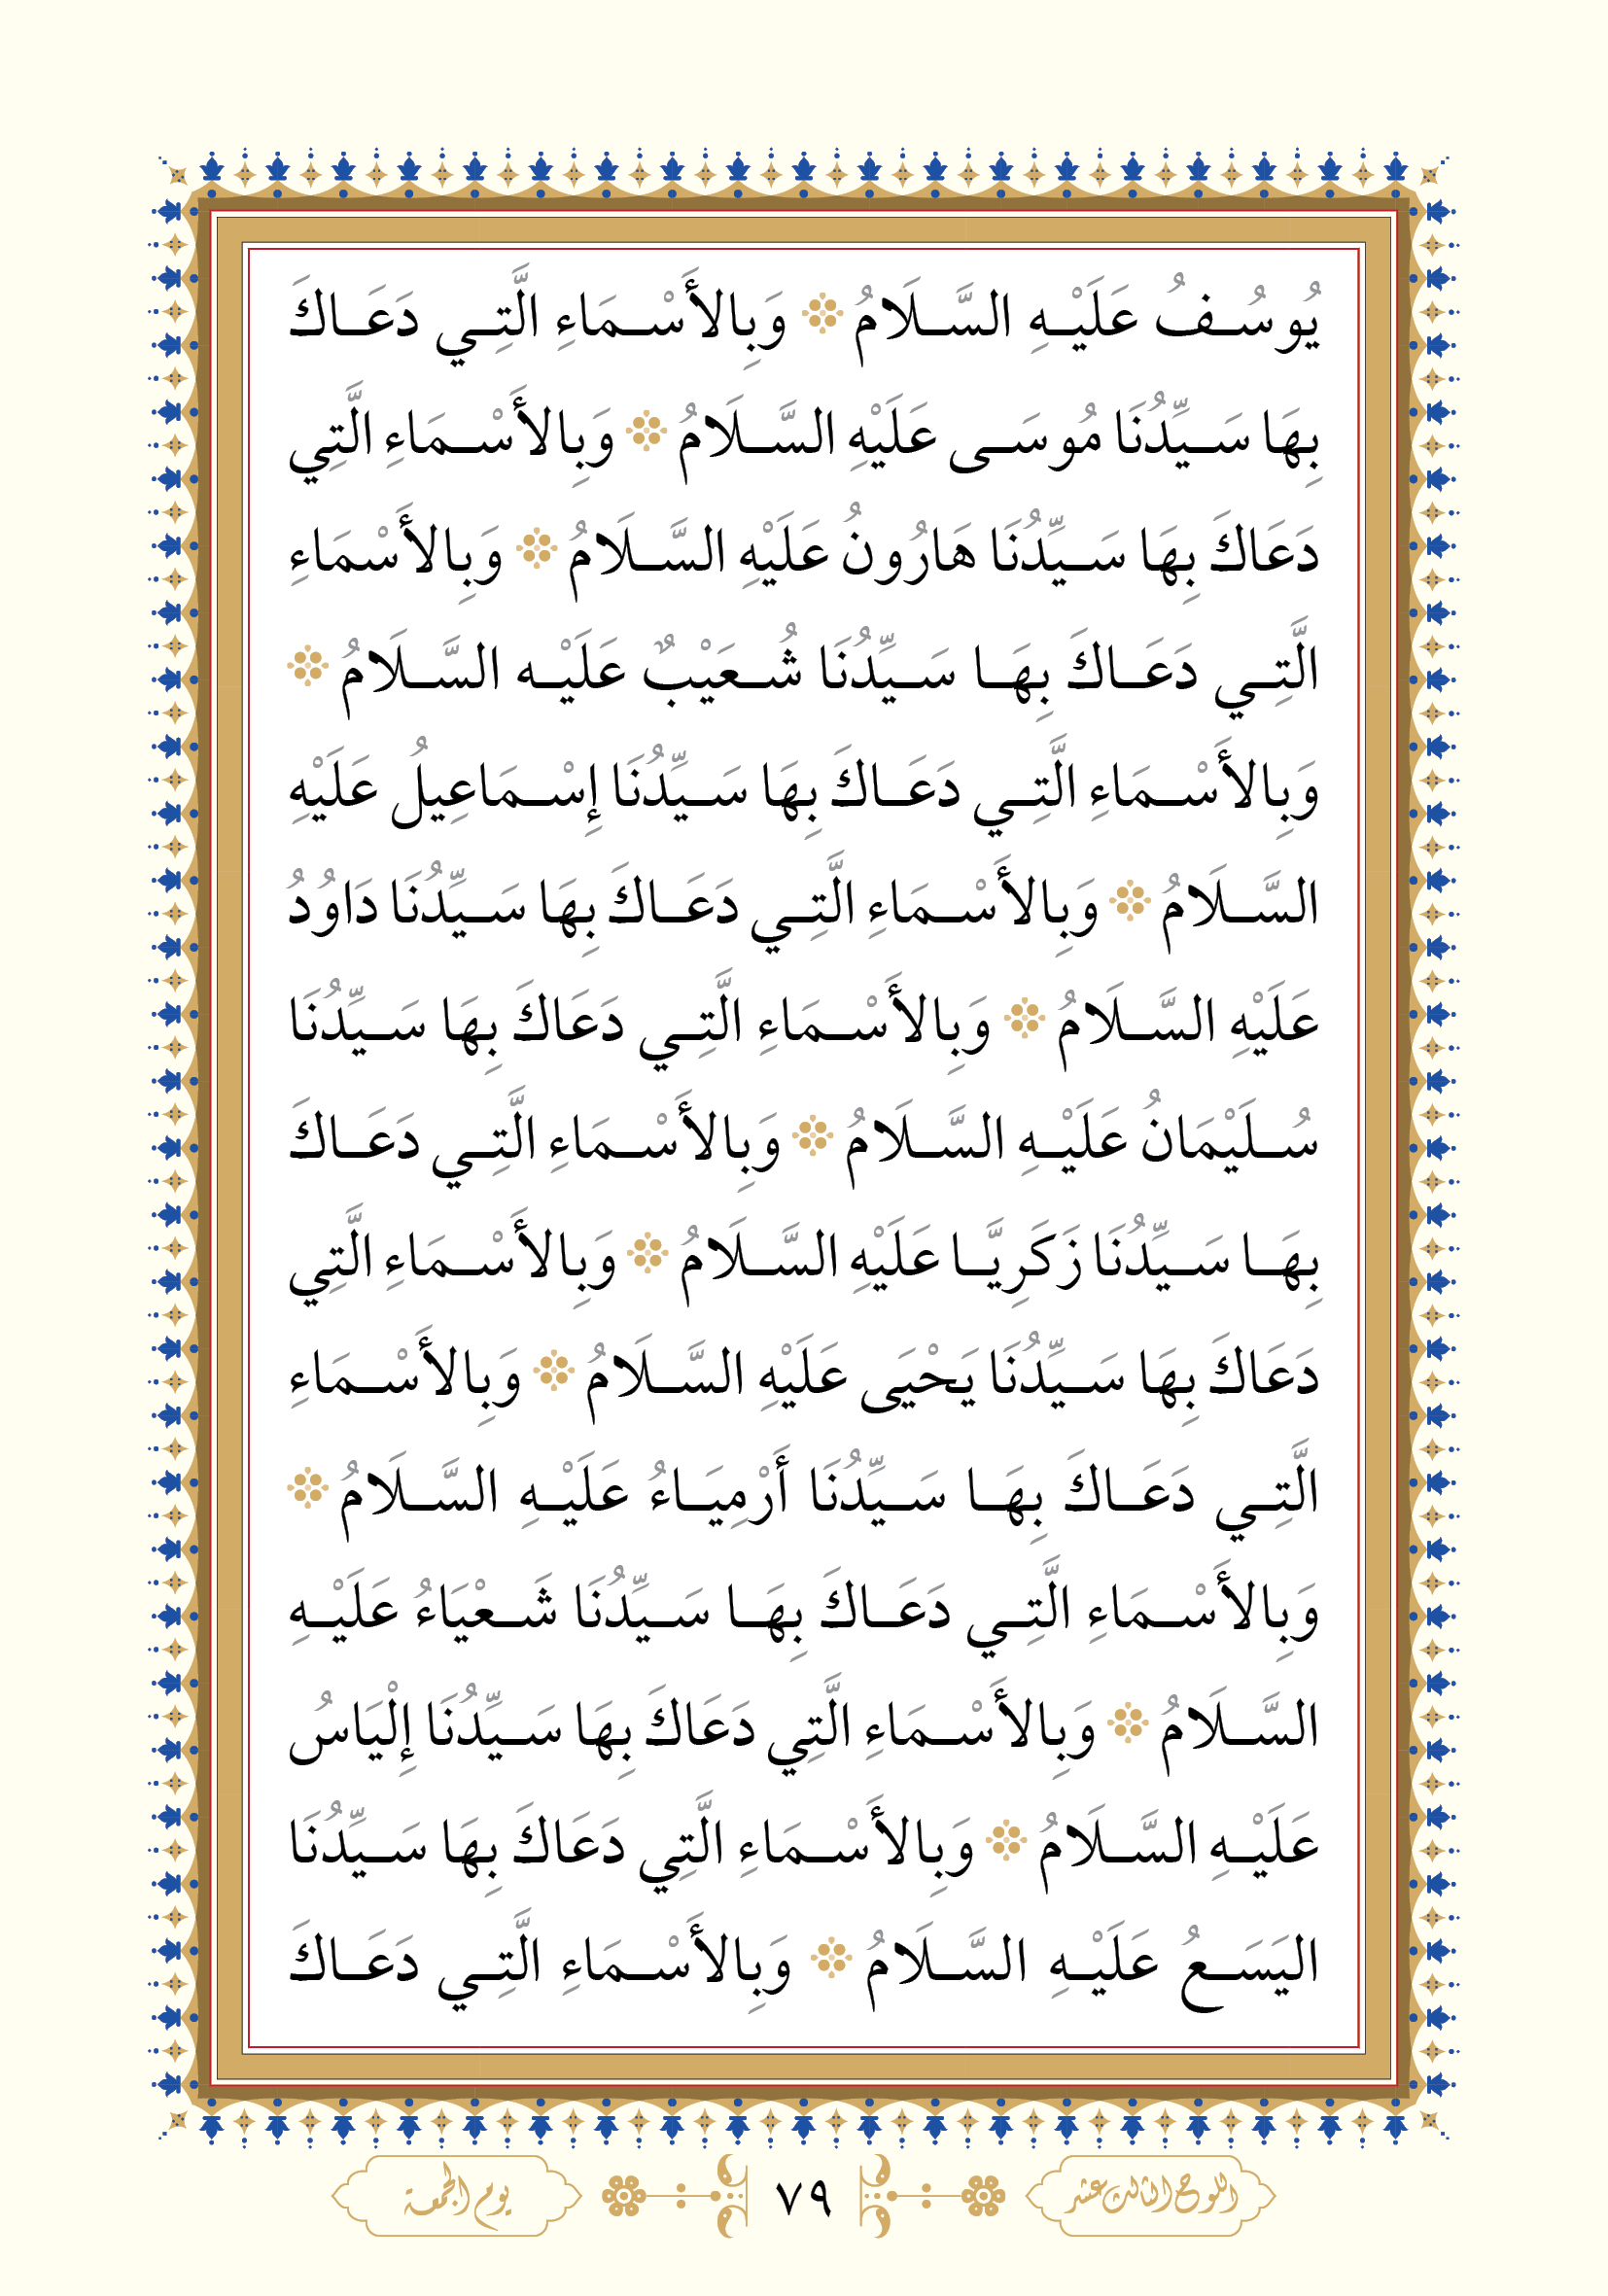 يُوسُفُ عَلَيْهِ السَّلَامُ وَبِالأَسْمَاءِ الَّتِي دَعَاكَ
بِهَا سَيِّدُنَا مُوسَى عَلَيْهِ السَّلَامُ وَبِالأَسْمَاءِ الَّتِي
دَعَاكَ بِهَا سَيِّدُنَا هَارُونُ عَلَيْهِ السَّلَامُ وَبِالأَسْمَاءِ
الَّتِي دَعَاكَ بِهَا سَيِّدُنَا شُعَيْبٌ عَلَيْه السَّلَامُ
وَبِالأَسْمَاءِ الَّتِي دَعَاكَ بِهَا سَيِّدُنَا إِسْمَاعِيلُ عَلَيْهِ
السَّلَامُ وَبِالأَسْمَاءِ الَّتِي دَعَاكَ بِهَا سَيِّدُنَا دَاوُدُ
عَلَيْهِ السَّلَامُ وَبِالأَسْمَاءِ الَّتِي دَعَاكَ بِهَا سَيِّدُنَا
سُلَيْمَانُ عَلَيْهِ السَّلَامُ وَبِالأَسْمَاءِ الَّتِي دَعَاكَ
بِهَا سَيِّدُنَا زَكَرِيَّا عَلَيْهِ السَّلَامُ وَبِالأَسْمَاءِ الَّتِي
دَعَاكَ بِهَا سَيِّدُنَا يَحْيَى عَلَيْهِ السَّلَامُ وَبِالأَسْمَاءِ
الَّتِي دَعَاكَ بِهَا سَيِّدُنَا أَرْمِيَاءُ عَلَيْهِ السَّلَامُ
وَبِالأَسْمَاءِ الَّتِي دَعَاكَ بِهَا سَيِّدُنَا شَعْيَاءُ عَلَيْهِ
السَّلَامُ وَبِالأَسْمَاءِ الَّتِي دَعَاكَ بِهَا سَيِّدُنَا إِلْيَاسُ
عَلَيْهِ السَّلَامُ وَبِالأَسْمَاءِ الَّتِي دَعَاكَ بِهَا سَيِّدُنَا
اليَسَعُ عَلَيْهِ السَّلَامُ وَبِالأَسْمَاءِ الَّتِي دَعَاكَ
اللوح الثالث عشر ٧٩ يوم الجمعة